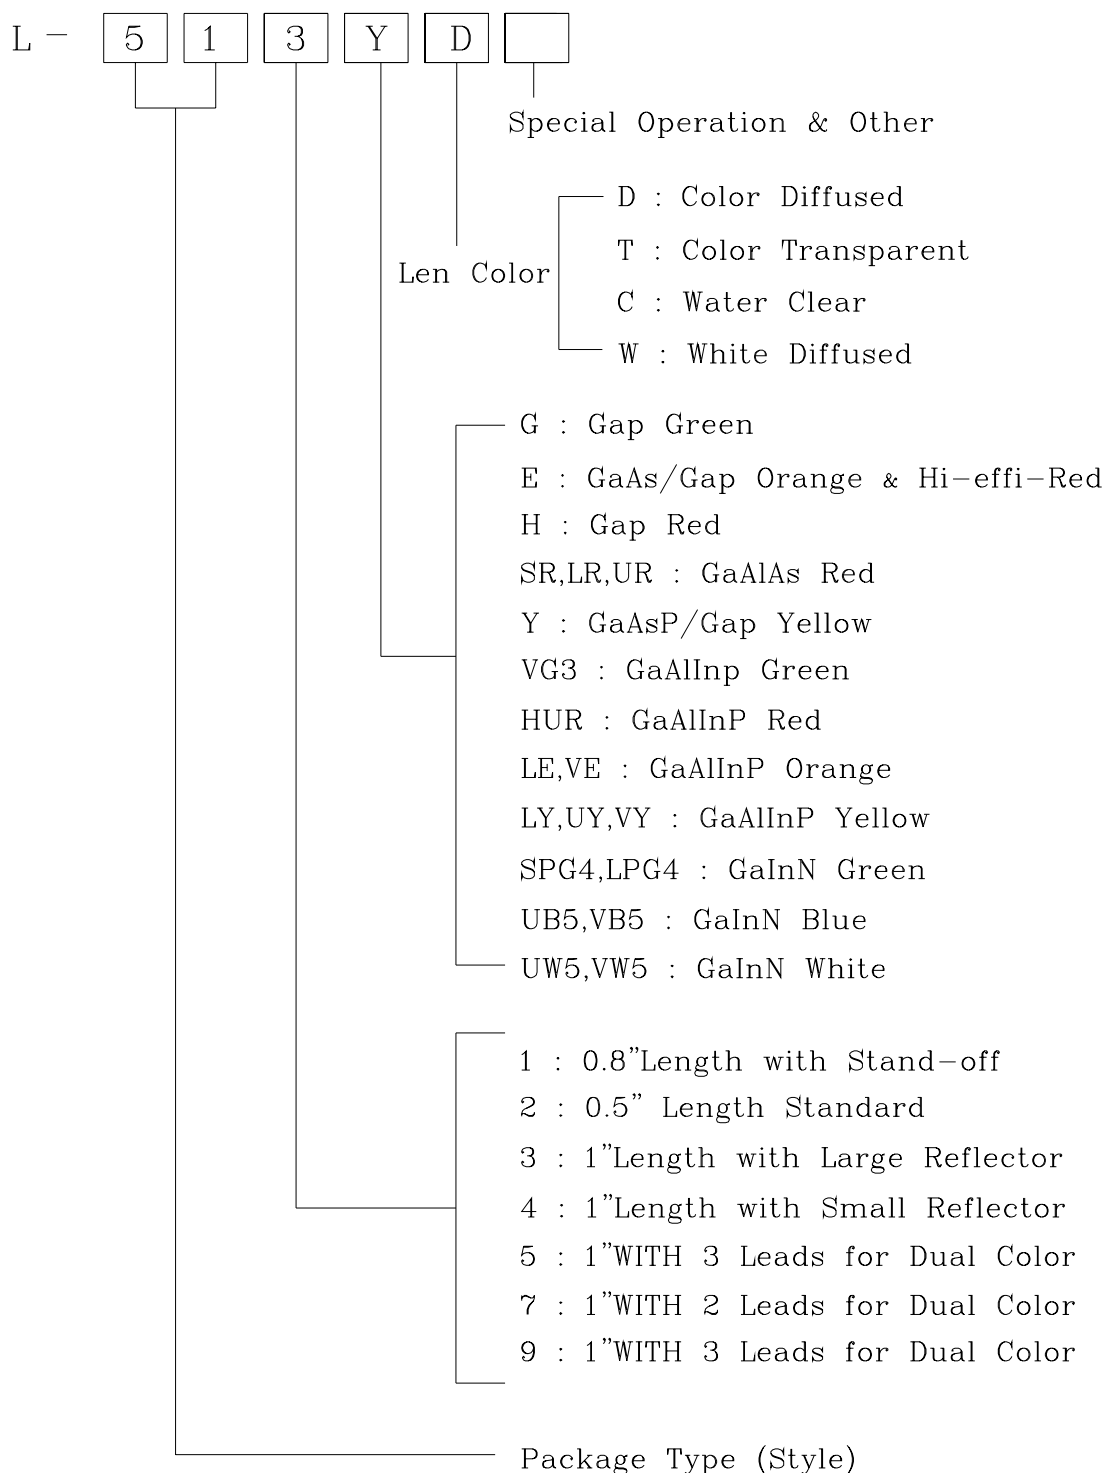 L - 5 1 3 Y D
Special Operation & Other
D : Color Diffused
T : Color Transparent
Len Color
C : Water Clear
W : White Diffused
G : Gap Green
E : GaAs/Gap Orange & Hi-effi-Red
H : Gap Red
SR,LR,UR : GaAlAs Red
Y : GaAsP/Gap Yellow
VG3 : GaAlInp Green
HUR : GaAlInP Red
LE,VE : GaAlInP Orange
LY,UY,VY : GaAlInP Yellow
SPG4,LPG4 : GaInN Green
UB5,VB5 : GaInN Blue
UW5,VW5 : GaInN White
1 : 0.8"Length with Stand-off
2 : 0.5" Length Standard
3 : 1"Length with Large Reflector
4 : 1"Length with Small Reflector
5 : 1"WITH 3 Leads for Dual Color
7 : 1"WITH 2 Leads for Dual Color
9 : 1"WITH 3 Leads for Dual Color
Package Type (Style)